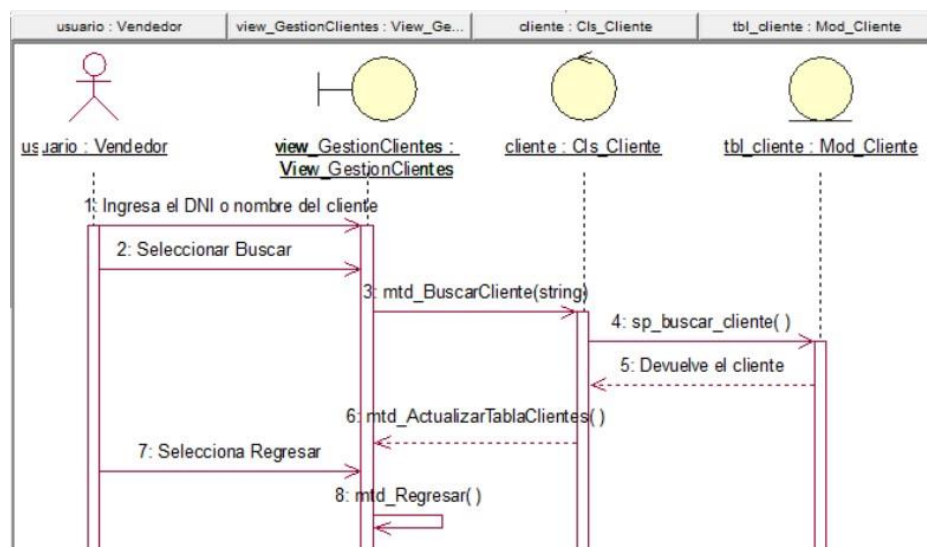 usuario : Vendedor
view_GestionClientes : View_Ge...
cliente : Cls_Cliente
tbl_cliente : Mod_Cliente
usuario : Vendedor
view_GestionClientes :
View_GestionClientes
cliente : Cls_Cliente
tbl_cliente : Mod_Cliente
1: Ingresa el DNI o nombre del cliente
2: Seleccionar Buscar
3: mtd_BuscarCliente(string)
4: sp_buscar_cliente( )
5: Devuelve el cliente
6: mtd_ActualizarTablaClientes( )
7: Selecciona Regresar
8: mtd_Regresar( )